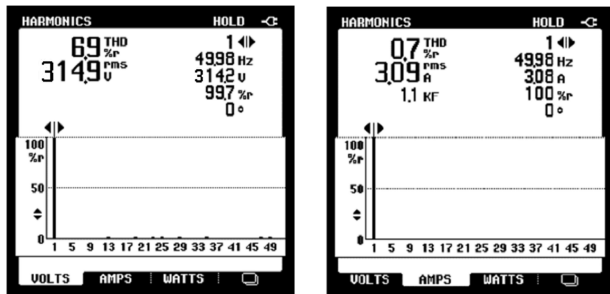 HARMONICS HOLD
6.9 THD %r
314.9 rms V
1
49.98 Hz
314.2 V
99.7 %r
0 °
100
%r
50
0
1 5 9 13 17 21 25 29 33 37 41 45 49
VOLTS AMPS WATTS
HARMONICS HOLD
0.7 THD %r
3.09 rms A
1.1 KF
1
49.98 Hz
3.08 A
100 %r
0 °
100
%r
50
0
1 5 9 13 17 21 25 29 33 37 41 45 49
VOLTS AMPS WATTS